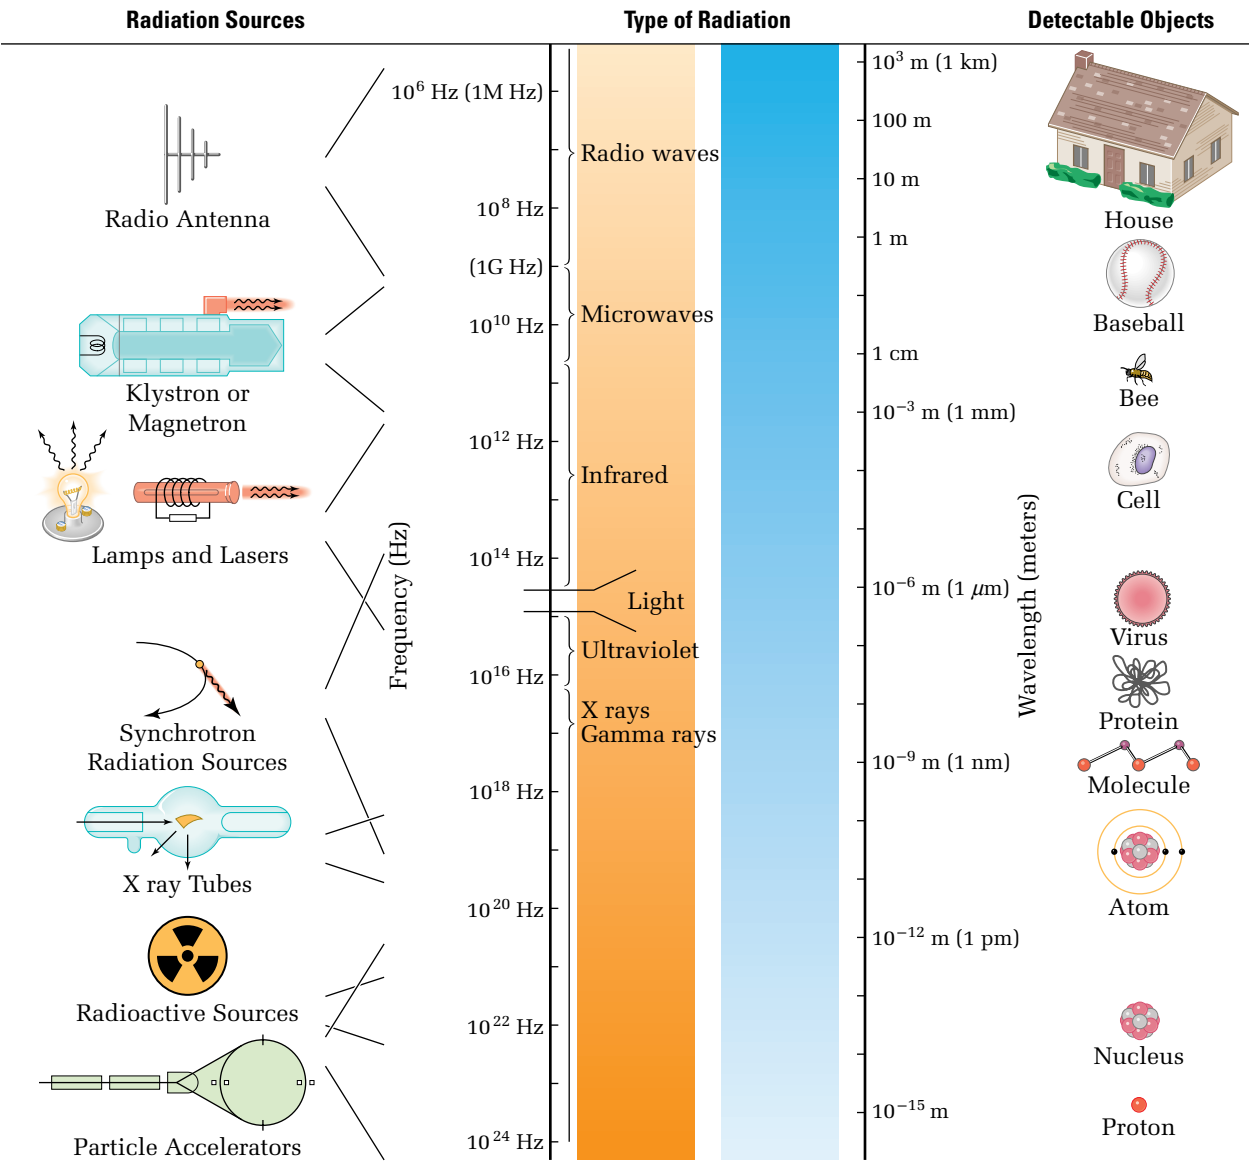 Radiation Sources
Type of Radiation
Detectable Objects
Radio Antenna
Klystron or
Magnetron
Lamps and Lasers
Synchrotron
Radiation Sources
X ray Tubes
Radioactive Sources
Particle Accelerators
Frequency (Hz)
10⁶ Hz (1M Hz)
10⁸ Hz
(1G Hz)
10¹⁰ Hz
10¹² Hz
10¹⁴ Hz
10¹⁶ Hz
10¹⁸ Hz
10²⁰ Hz
10²² Hz
10²⁴ Hz
Radio waves
Microwaves
Infrared
Light
Ultraviolet
X rays
Gamma rays
10³ m (1 km)
100 m
10 m
1 m
1 cm
10⁻³ m (1 mm)
10⁻⁶ m (1 μm)
10⁻⁹ m (1 nm)
10⁻¹² m (1 pm)
10⁻¹⁵ m
Wavelength (meters)
House
Baseball
Bee
Cell
Virus
Protein
Molecule
Atom
Nucleus
Proton